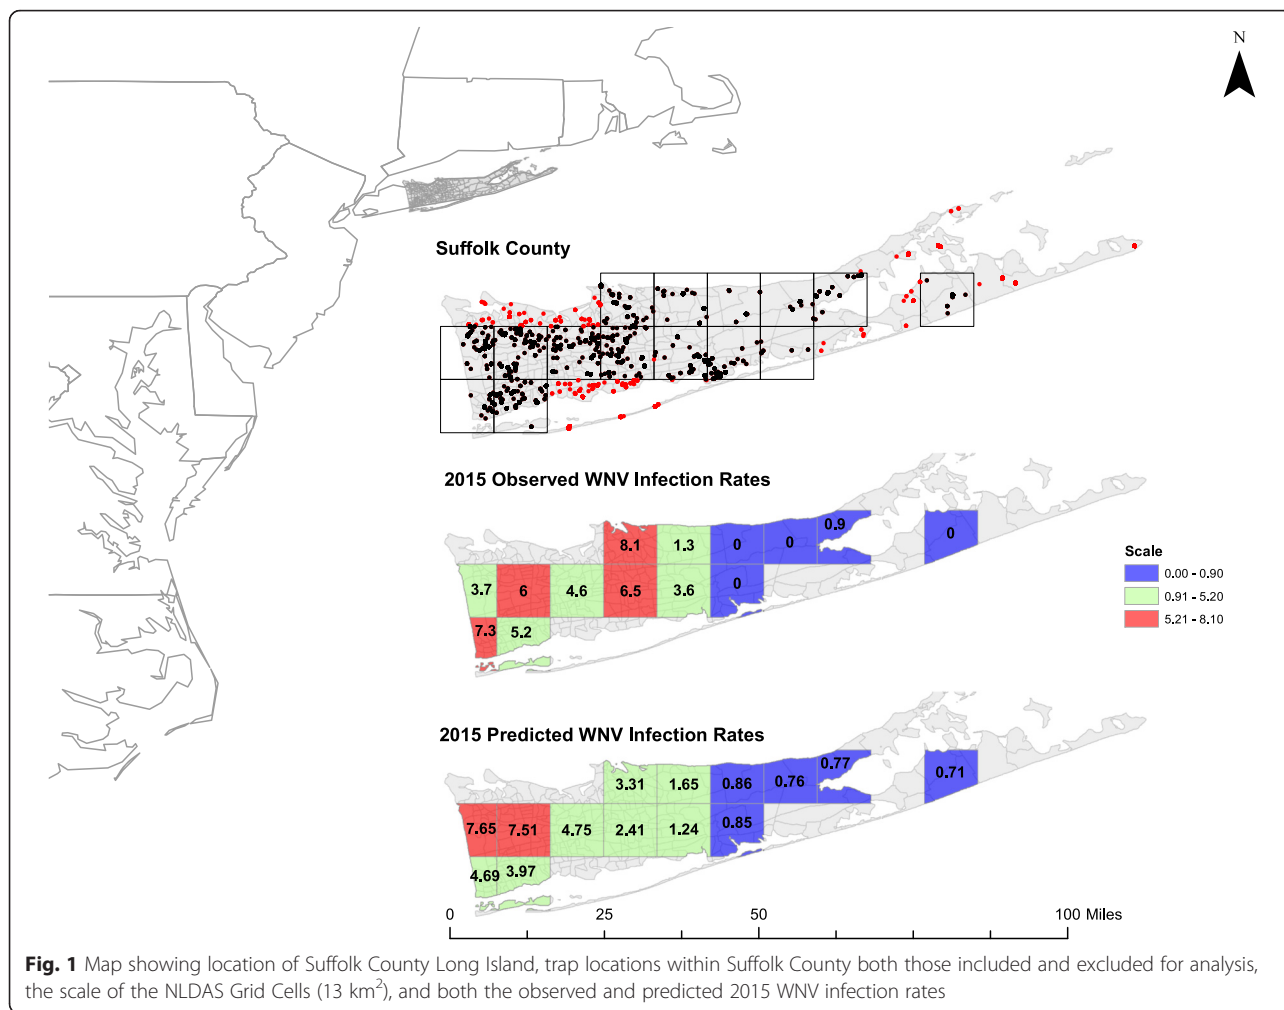 N
Suffolk County
2015 Observed WNV Infection Rates
0.9
8.1 1.3 0 0 0
3.7 6 4.6 6.5 3.6 0
7.3 5.2
Scale
0.00 - 0.90
0.91 - 5.20
5.21 - 8.10
2015 Predicted WNV Infection Rates
0.77
3.31 1.65 0.86 0.76 0.71
7.65 7.51 4.75 2.41 1.24 0.85
4.69 3.97
0 25 50 100 Miles
Fig. 1 Map showing location of Suffolk County Long Island, trap locations within Suffolk County both those included and excluded for analysis,
the scale of the NLDAS Grid Cells (13 km²), and both the observed and predicted 2015 WNV infection rates